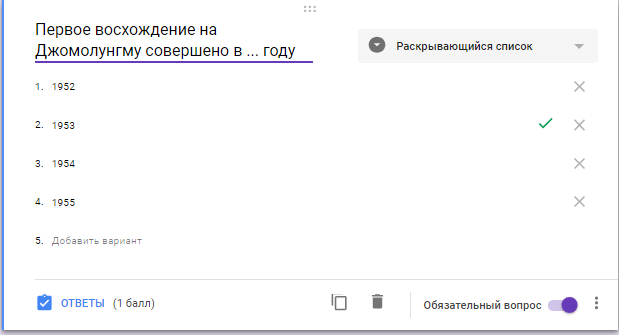 Первое восхождение на
Джомолунгму совершено в ... году
Раскрывающийся список
1. 1952
2. 1953
3. 1954
4. 1955
5. Добавить вариант
ОТВЕТЫ (1 балл)
Обязательный вопрос